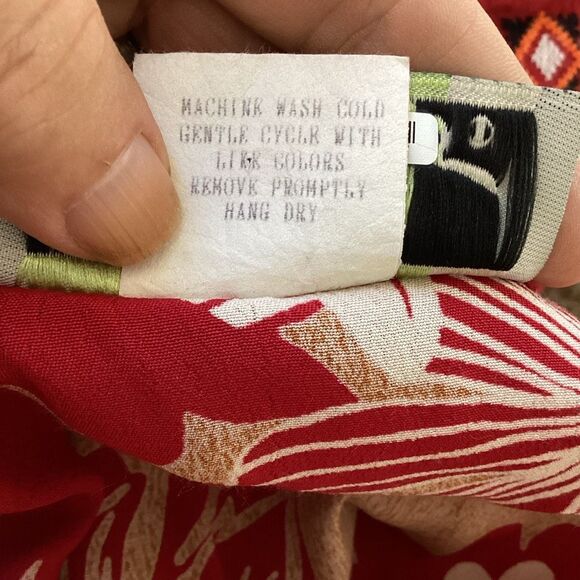 MACHINE WASH COLD
GENTLE CYCLE WITH
LIKE COLORS
REMOVE PROMPTLY
HANG DRY